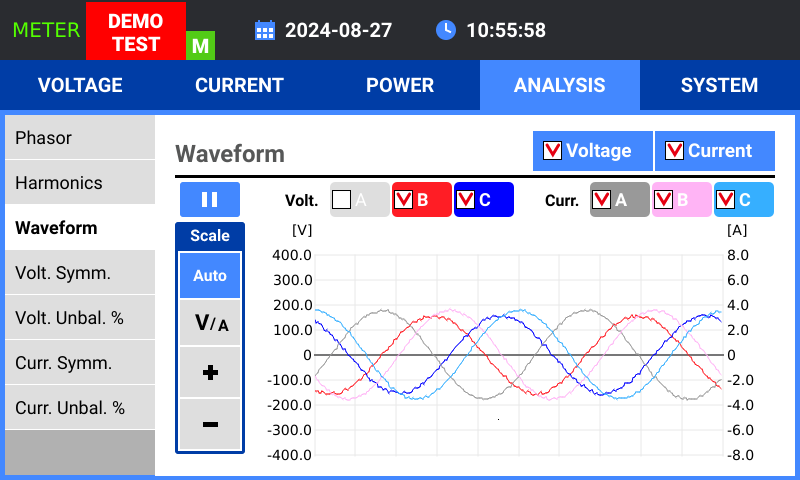 METER
DEMO
TEST
M
2024-08-27
10:55:58
VOLTAGE CURRENT POWER ANALYSIS SYSTEM
Phasor
Harmonics
Waveform
Volt. Symm.
Volt. Unbal. %
Curr. Symm.
Curr. Unbal. %
Waveform
Voltage Current
Volt. A B C Curr. A B C
Scale
Auto
V/A
+
-
[V] [A]
400.0 8.0
300.0 6.0
200.0 4.0
100.0 2.0
0 0
-100.0 -2.0
-200.0 -4.0
-300.0 -6.0
-400.0 -8.0